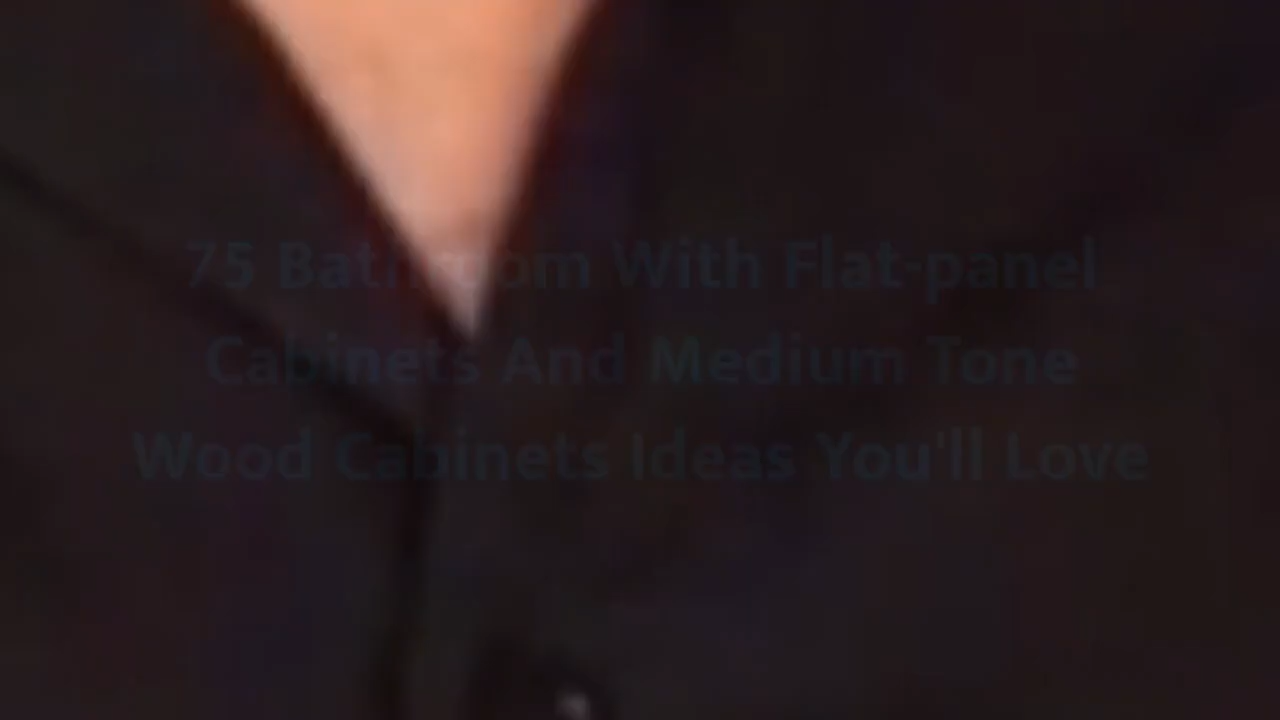 75 Bathroom With Flat-panel
Cabinets And Medium Tone
Wood Cabinets Ideas You'll Love